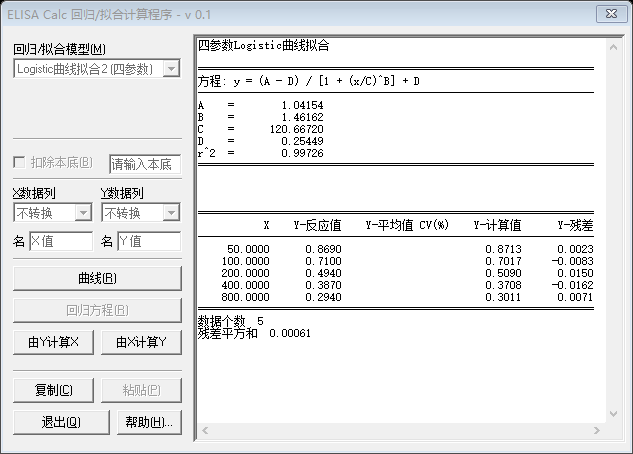 ELISA Calc 回归/拟合计算程序 - v 0.1
回归/拟合模型(M)
Logistic曲线拟合2 (四参数)
扣除本底(B) 请输入本底
X数据列 Y数据列
不转换 不转换
名 X值 名 Y值
曲线(R)
回归方程(R)
由Y计算X 由X计算Y
复制(C) 粘贴(P)
退出(Q) 帮助(H)...
四参数Logistic曲线拟合
方程: y = (A - D) / [1 + (x/C)^B] + D
A = 1.04154
B = 1.46162
C = 120.66720
D = 0.25449
r^2 = 0.99726
X Y-反应值 Y-平均值 CV(%) Y-计算值 Y-残差
50.0000 0.8690 0.8713 0.0023
100.0000 0.7100 0.7017 -0.0083
200.0000 0.4940 0.5090 0.0150
400.0000 0.3870 0.3708 -0.0162
800.0000 0.2940 0.3011 0.0071
数据个数 5
残差平方和 0.00061